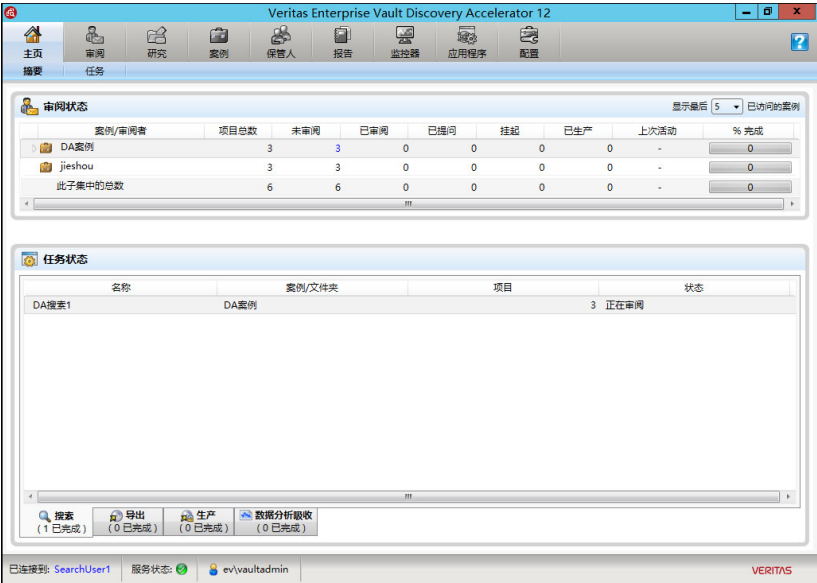 Veritas Enterprise Vault Discovery Accelerator 12
主页 审阅 研究 案例 保管人 报告 监控器 应用程序 配置
摘要 任务
审阅状态 显示最后 5 已访问的案例
案例/审阅者 项目总数 未审阅 已审阅 已提问 挂起 已生产 上次活动 % 完成
DA案例 3 3 0 0 0 0 - 0
jieshou 3 3 0 0 0 0 - 0
此子集中的总数 6 6 0 0 0 0 - 0
任务状态
名称 案例/文件夹 项目 状态
DA搜索1 DA案例 3 正在审阅
搜索 导出 生产 数据分析吸收
(1 已完成) (0 已完成) (0 已完成) (0 已完成)
已连接到: SearchUser1 服务状态: ev\vaultadmin VERITAS